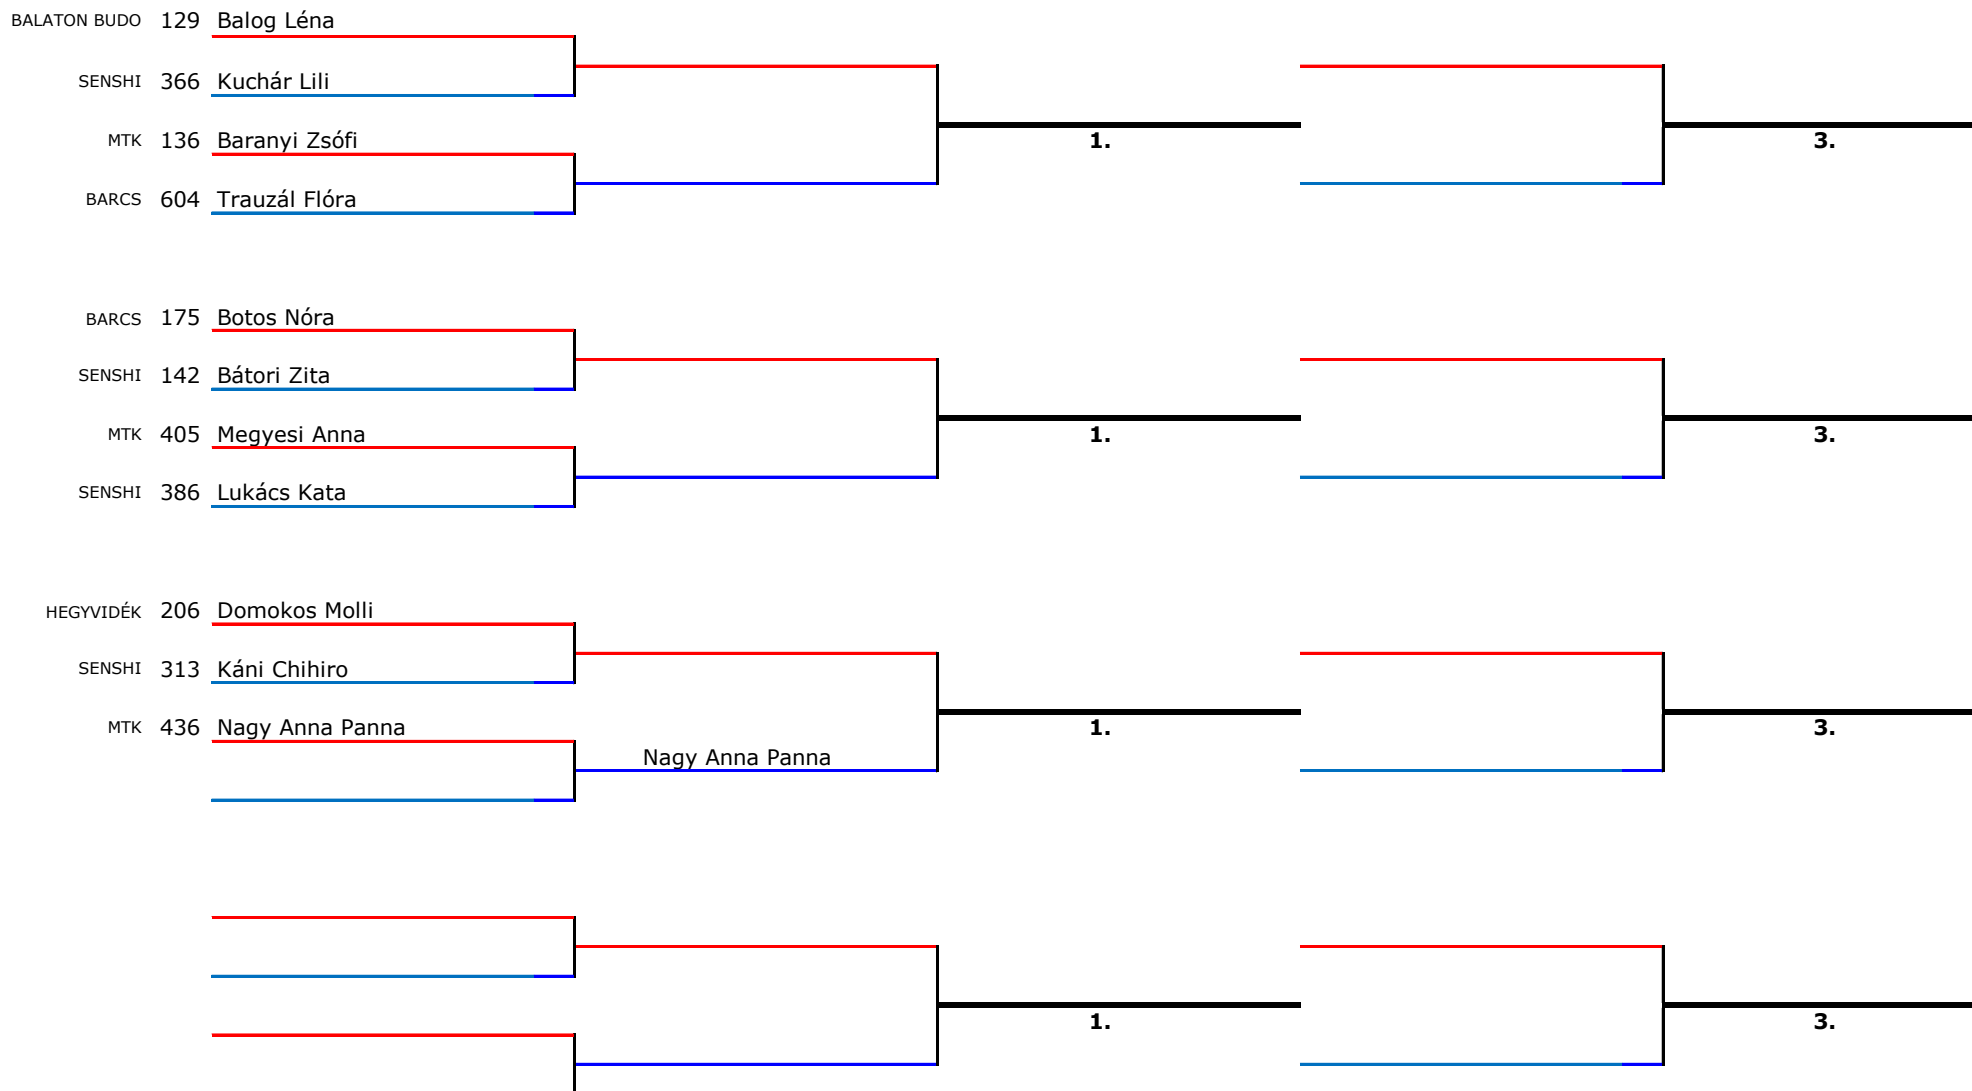 BALATON BUDO 129 Balog Léna
SENSHI 366 Kuchár Lili
1. 3.
MTK 136 Baranyi Zsófi
BARCS 604 Trauzál Flóra
BARCS 175 Botos Nóra
SENSHI 142 Bátori Zita
MTK 405 Megyesi Anna 1. 3.
SENSHI 386 Lukács Kata
HEGYVIDÉK 206 Domokos Molli
SENSHI 313 Káni Chihiro
MTK 436 Nagy Anna Panna 1. 3.
Nagy Anna Panna
1. 3.